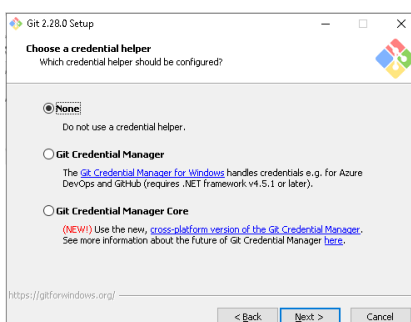 Git 2.28.0 Setup
Choose a credential helper
Which credential helper should be configured?
None
Do not use a credential helper.
Git Credential Manager
The Git Credential Manager for Windows handles credentials e.g. for Azure
DevOps and GitHub (requires .NET framework v4.5.1 or later).
Git Credential Manager Core
(NEW!) Use the new, cross-platform version of the Git Credential Manager.
See more information about the future of Git Credential Manager here.
https://gitforwindows.org/
< Back Next > Cancel